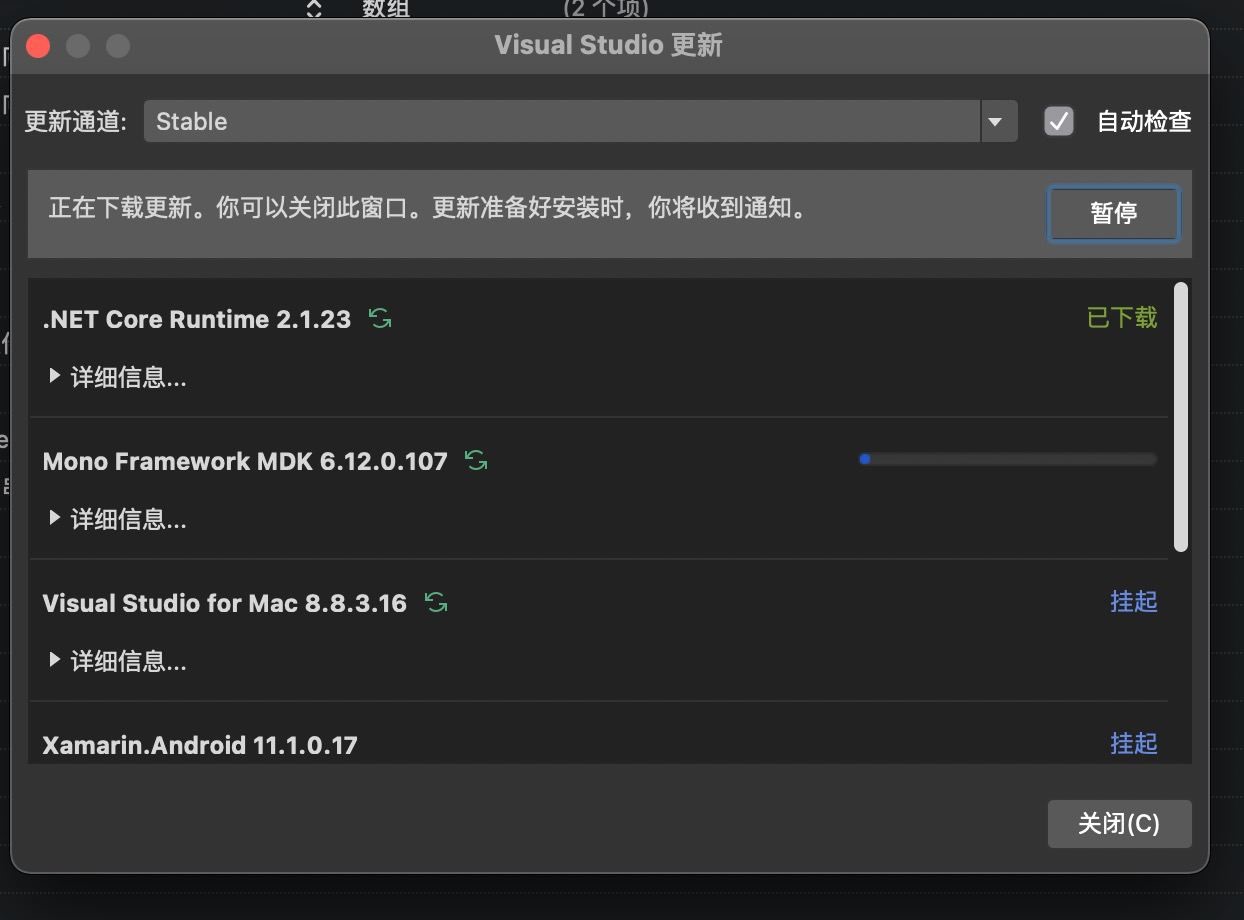 数组 (2 个项)
Visual Studio 更新
更新通道: Stable 自动检查
正在下载更新。你可以关闭此窗口。更新准备好安装时，你将收到通知。 暂停
.NET Core Runtime 2.1.23 已下载
详细信息...
Mono Framework MDK 6.12.0.107
详细信息...
Visual Studio for Mac 8.8.3.16 挂起
详细信息...
Xamarin.Android 11.1.0.17 挂起
关闭(C)